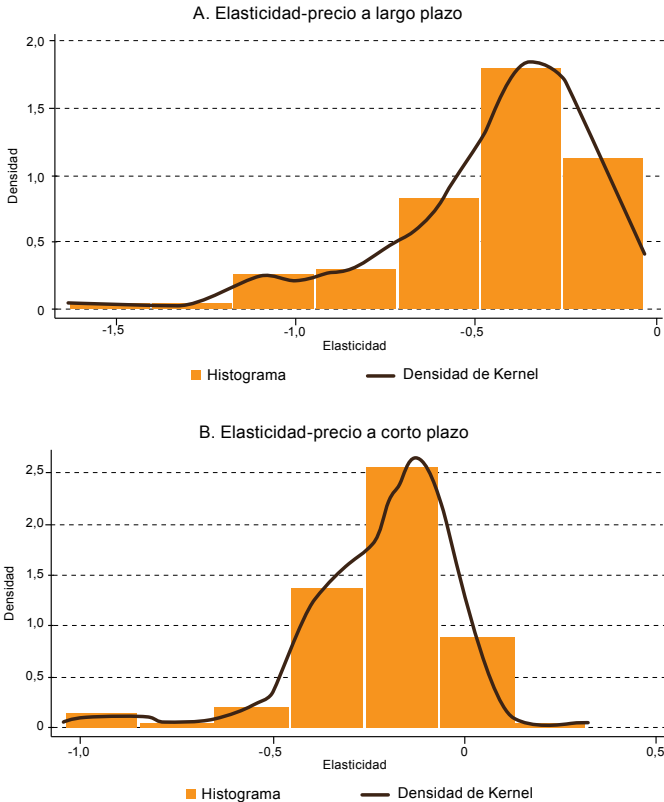 A. Elasticidad-precio a largo plazo
2,0
1,5
1,0
0,5
0
Densidad
-1,5
-1,0
-0,5
0
Elasticidad
Histograma
Densidad de Kernel
B. Elasticidad-precio a corto plazo
2,5
2,0
1,5
1,0
0,5
0
Densidad
-1,0
-0,5
0
0,5
Elasticidad
Histograma
Densidad de Kernel